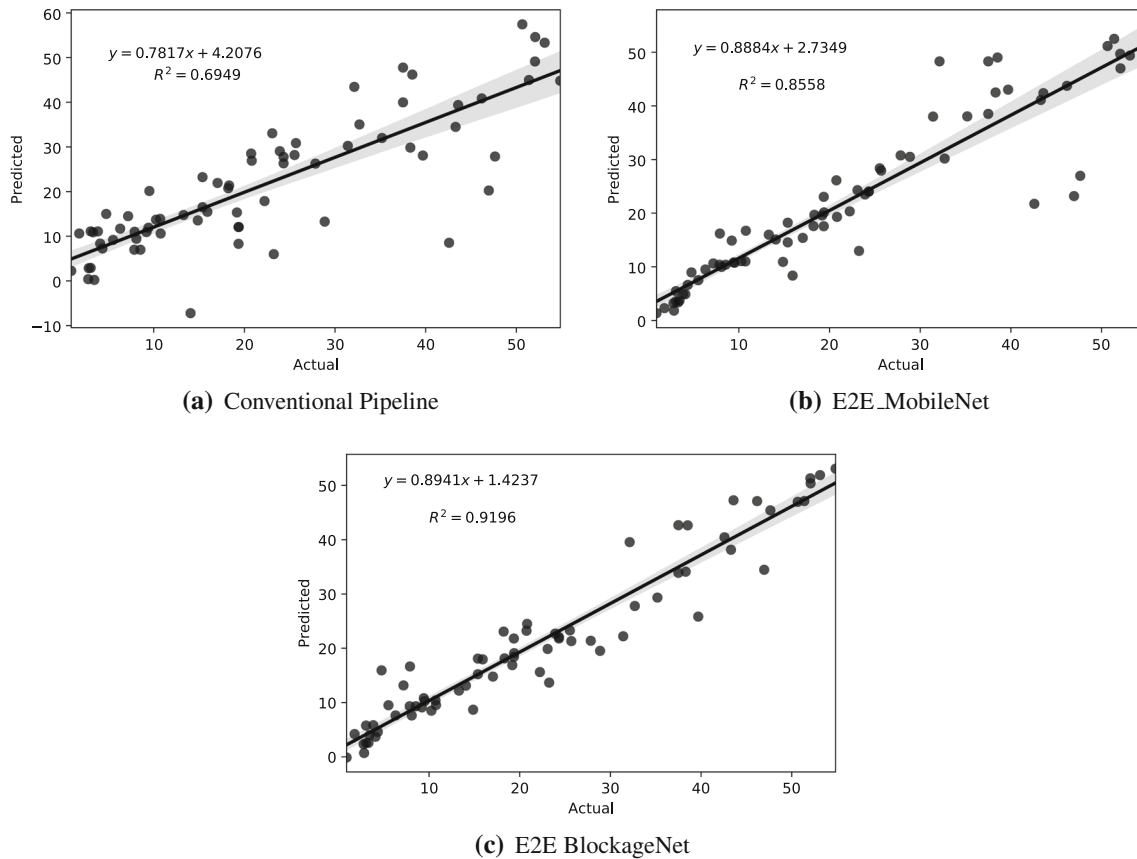 60
50
40
30
20
10
0
−10
Predicted
y = 0.7817x + 4.2076
R² = 0.6949
10 20 30 40 50
Actual
(a) Conventional Pipeline
50
40
30
20
10
0
Predicted
y = 0.8884x + 2.7349
R² = 0.8558
10 20 30 40 50
Actual
(b) E2E_MobileNet
50
40
30
20
10
0
Predicted
y = 0.8941x + 1.4237
R² = 0.9196
10 20 30 40 50
Actual
(c) E2E BlockageNet